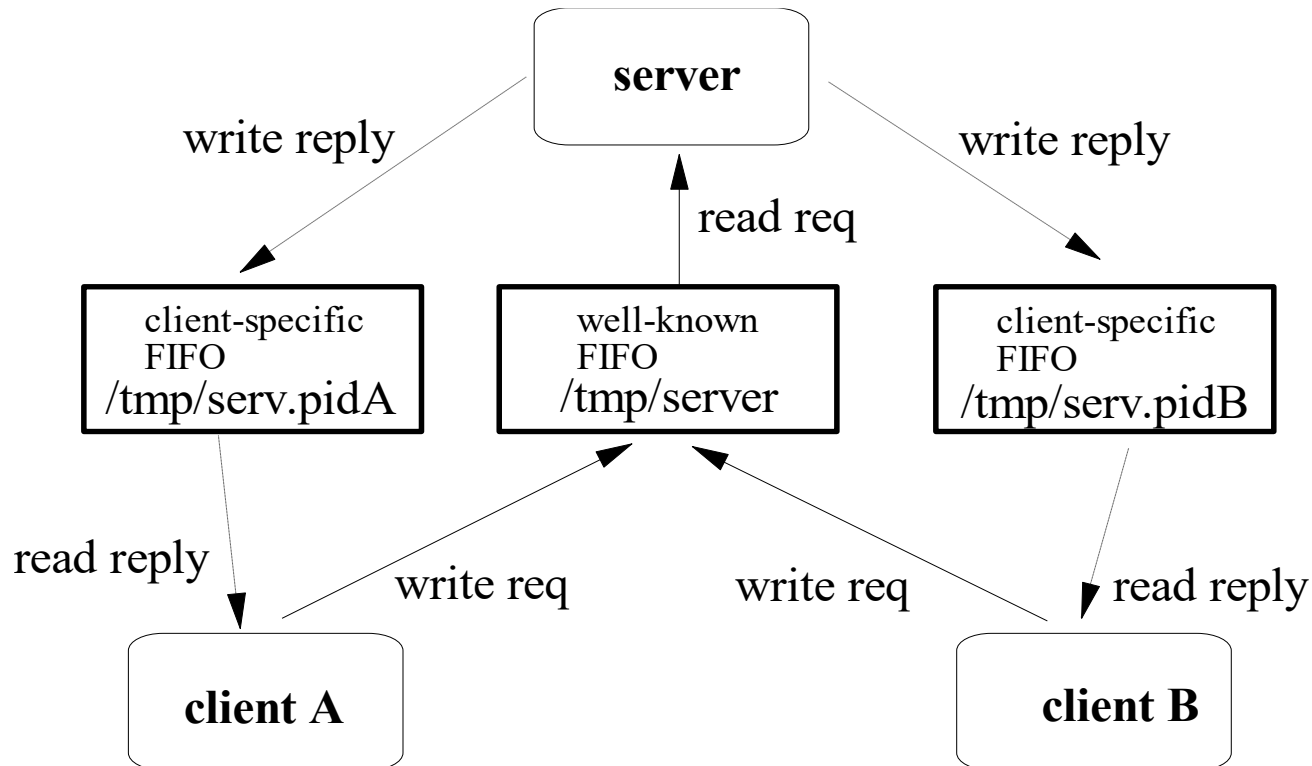 server
write reply
write reply
read req
client-specific
FIFO
/tmp/serv.pidA
well-known
FIFO
/tmp/server
client-specific
FIFO
/tmp/serv.pidB
read reply
write req
write req
read reply
client A
client B